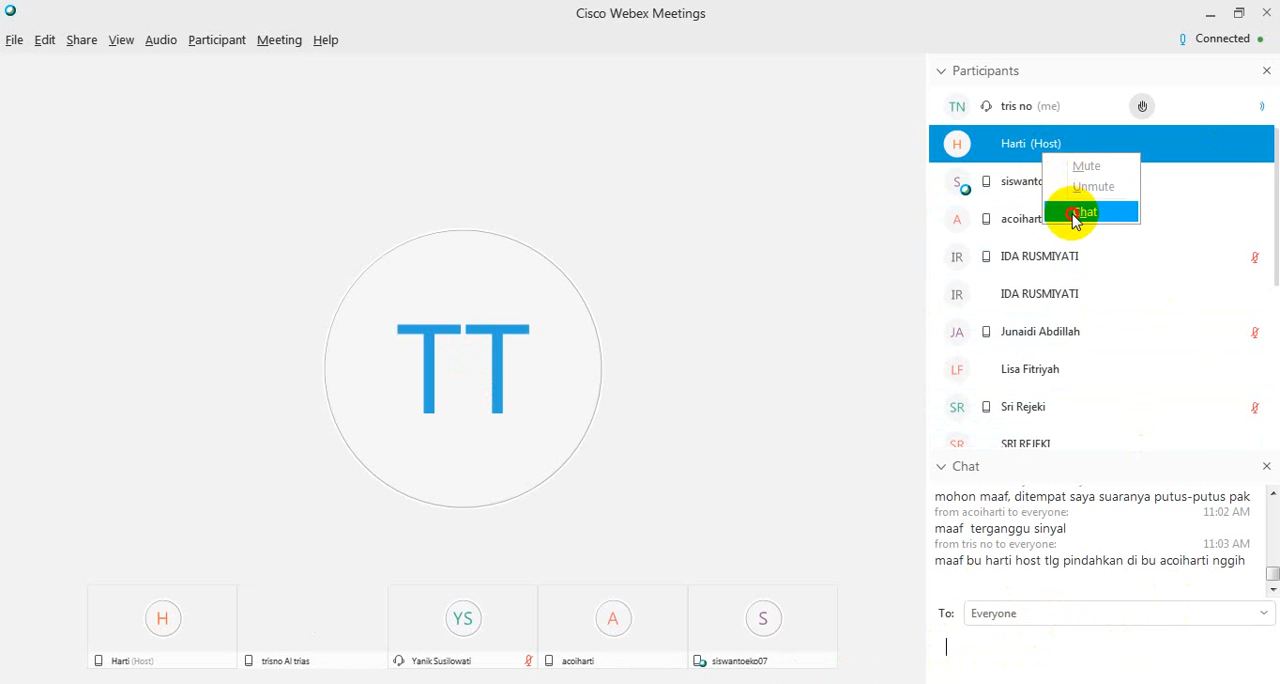 Cisco Webex Meetings
File Edit Share View Audio Participant Meeting Help
Connected
Participants
TN tris no (me)
H Harti (Host)
Mute
S siswanto
Unmute
A acoihart
Chat
IR IDA RUSMIYATI
IR IDA RUSMIYATI
JA Junaidi Abdillah
LF Lisa Fitriyah
SR Sri Rejeki
SR SRI REJEKI
Chat
mohon maaf, ditempat saya suaranya putus-putus pak
from acoiharti to everyone: 11:02 AM
maaf terganggu sinyal
from tris no to everyone: 11:03 AM
maaf bu harti host tlg pindahkan di bu acoiharti nggih
To: Everyone
TT
H YS A S
Harti (Host) trisno Al trias Yanik Susilowati acoiharti siswantoeko07